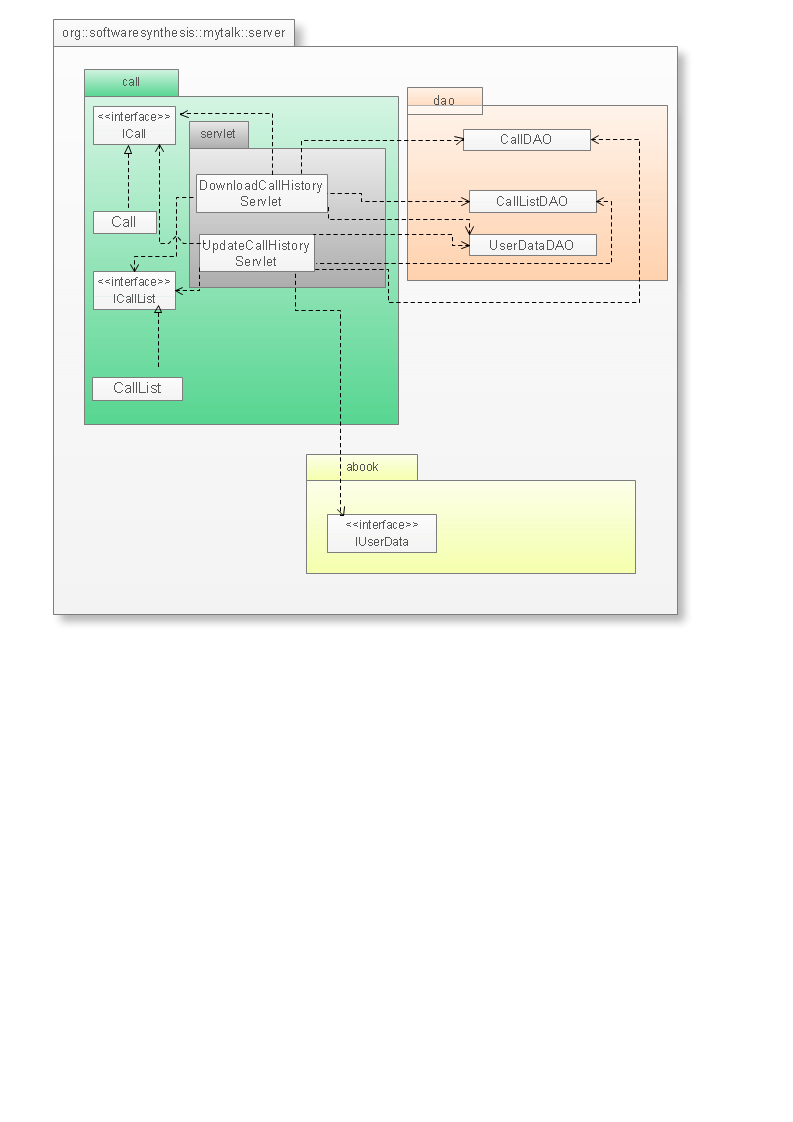 org::softwaresynthesis::mytalk::server
call
<<interface>>
ICall
servlet
DownloadCallHistory
Servlet
Call
UpdateCallHistory
Servlet
<<interface>>
ICallList
CallList
dao
CallDAO
CallListDAO
UserDataDAO
abook
<<interface>>
IUserData